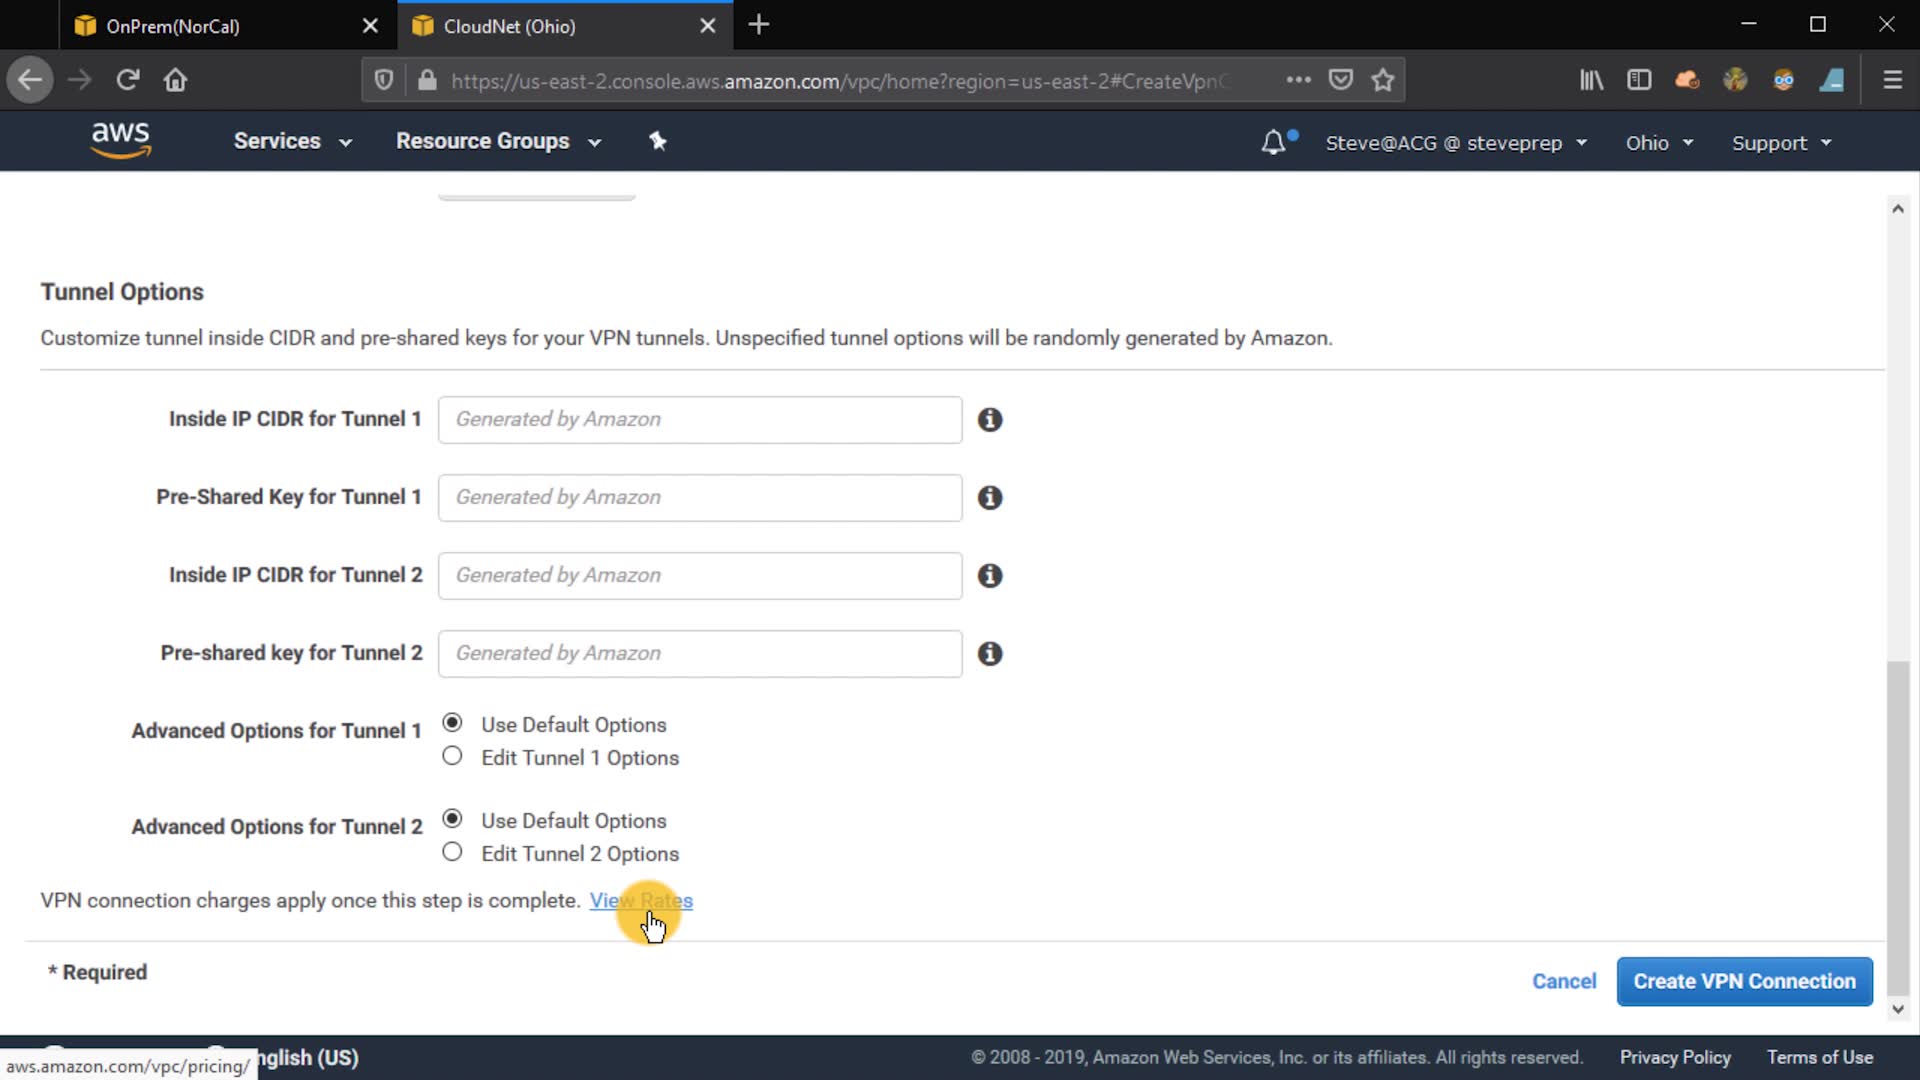 OnPrem(NorCal)
CloudNet (Ohio)
https://us-east-2.console.aws.amazon.com/vpc/home?region=us-east-2#CreateVpnC
aws
Services
Resource Groups
Steve@ACG @ steveprep
Ohio
Support
Tunnel Options
Customize tunnel inside CIDR and pre-shared keys for your VPN tunnels. Unspecified tunnel options will be randomly generated by Amazon.
Inside IP CIDR for Tunnel 1
Generated by Amazon
Pre-Shared Key for Tunnel 1
Generated by Amazon
Inside IP CIDR for Tunnel 2
Generated by Amazon
Pre-shared key for Tunnel 2
Generated by Amazon
Advanced Options for Tunnel 1
Use Default Options
Edit Tunnel 1 Options
Advanced Options for Tunnel 2
Use Default Options
Edit Tunnel 2 Options
VPN connection charges apply once this step is complete. View Rates
* Required
Cancel
Create VPN Connection
aws.amazon.com/vpc/pricing/
nglish (US)
© 2008 - 2019, Amazon Web Services, Inc. or its affiliates. All rights reserved.
Privacy Policy
Terms of Use